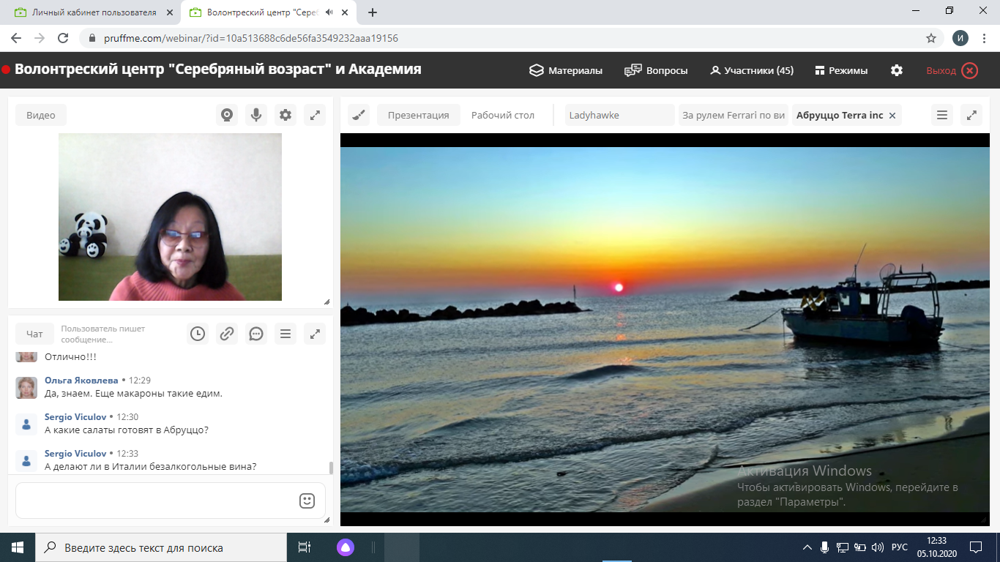 Личный кабинет пользователя
Волонтреский центр "Сере
pruffme.com/webinar/?id=10a513688c6de56fa3549232aaa19156
И
Волонтреский центр "Серебряный возраст" и Академия
Материалы
Вопросы
Участники (45)
Режимы
Выход
Видео
Презентация
Рабочий стол
Ladyhawke
За рулем Ferrari по ви
Абруццо Terra inc
Чат
Пользователь пишет
сообщение...
Отлично!!!
Ольга Яковлева • 12:29
Да, знаем. Еще макароны такие едим.
Sergio Viculov • 12:30
А какие салаты готовят в Абруццо?
Sergio Viculov • 12:33
А делают ли в Италии безалкогольные вина?
Активация Windows
Чтобы активировать Windows, перейдите в
раздел "Параметры".
Введите здесь текст для поиска
РУС
12:33
05.10.2020